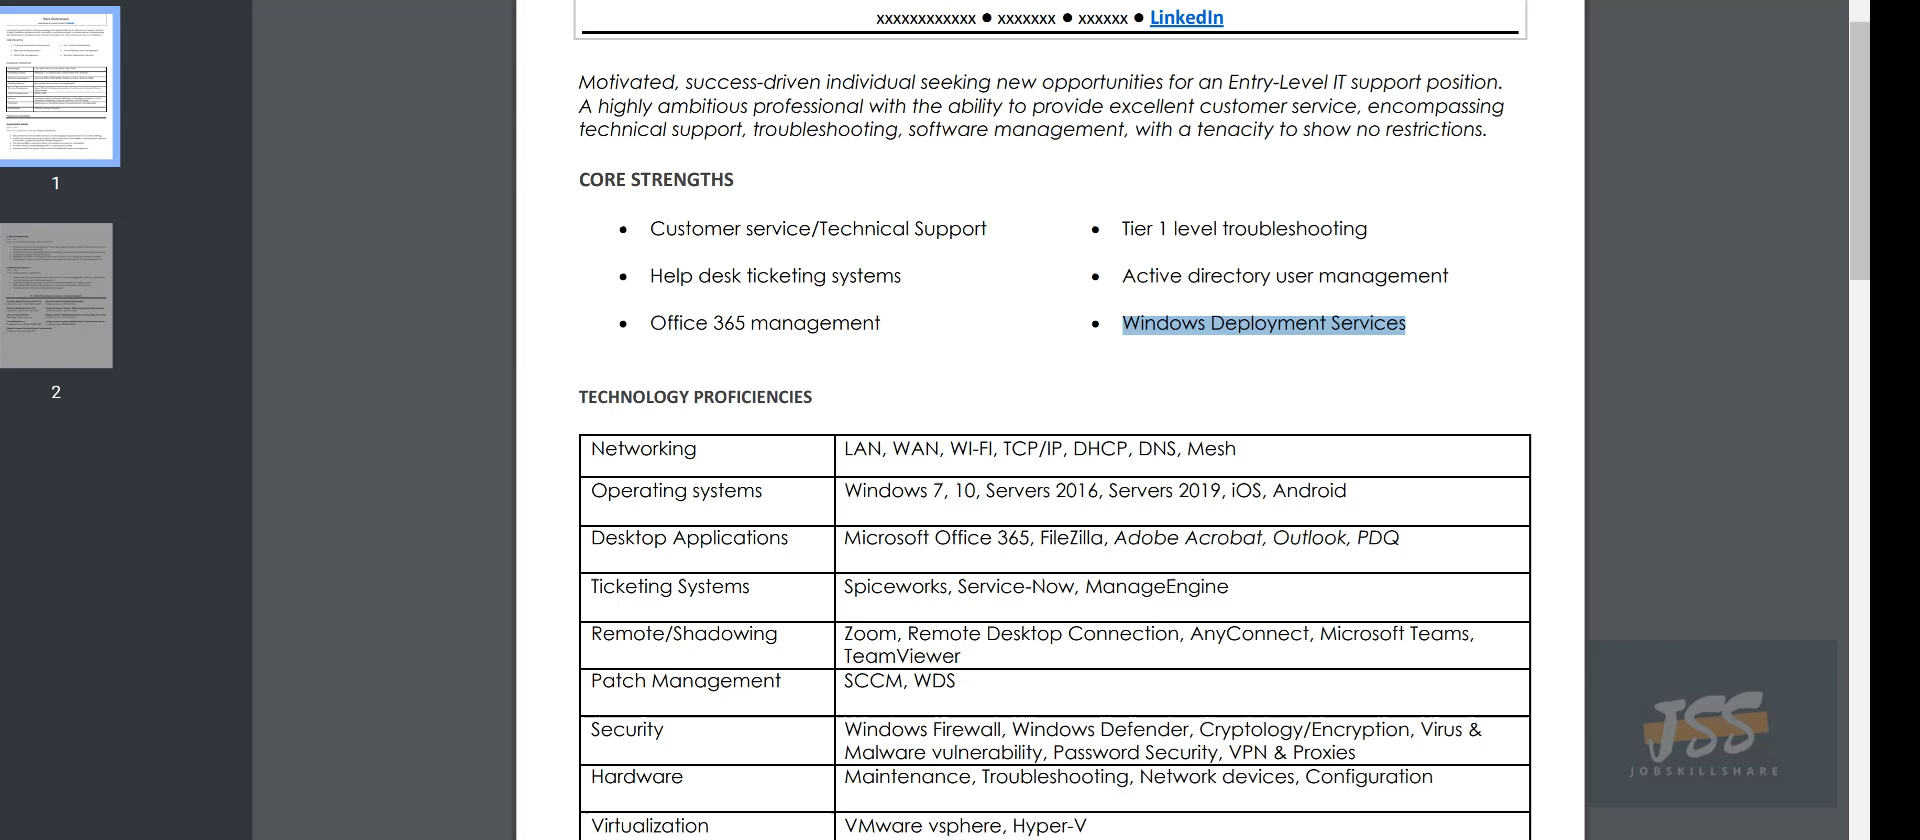 xxxxxxxxxxxx ● xxxxxxx ● xxxxxx ● LinkedIn
Motivated, success-driven individual seeking new opportunities for an Entry-Level IT support position.
A highly ambitious professional with the ability to provide excellent customer service, encompassing
technical support, troubleshooting, software management, with a tenacity to show no restrictions.
CORE STRENGTHS
• Customer service/Technical Support
• Help desk ticketing systems
• Office 365 management
• Tier 1 level troubleshooting
• Active directory user management
• Windows Deployment Services
TECHNOLOGY PROFICIENCIES
Networking LAN, WAN, WI-FI, TCP/IP, DHCP, DNS, Mesh
Operating systems Windows 7, 10, Servers 2016, Servers 2019, iOS, Android
Desktop Applications Microsoft Office 365, FileZilla, Adobe Acrobat, Outlook, PDQ
Ticketing Systems Spiceworks, Service-Now, ManageEngine
Remote/Shadowing Zoom, Remote Desktop Connection, AnyConnect, Microsoft Teams,
TeamViewer
Patch Management SCCM, WDS
Security Windows Firewall, Windows Defender, Cryptology/Encryption, Virus &
Malware vulnerability, Password Security, VPN & Proxies
Hardware Maintenance, Troubleshooting, Network devices, Configuration
Virtualization VMware vsphere, Hyper-V
1
2
JSS
JOBSKILLSHARE